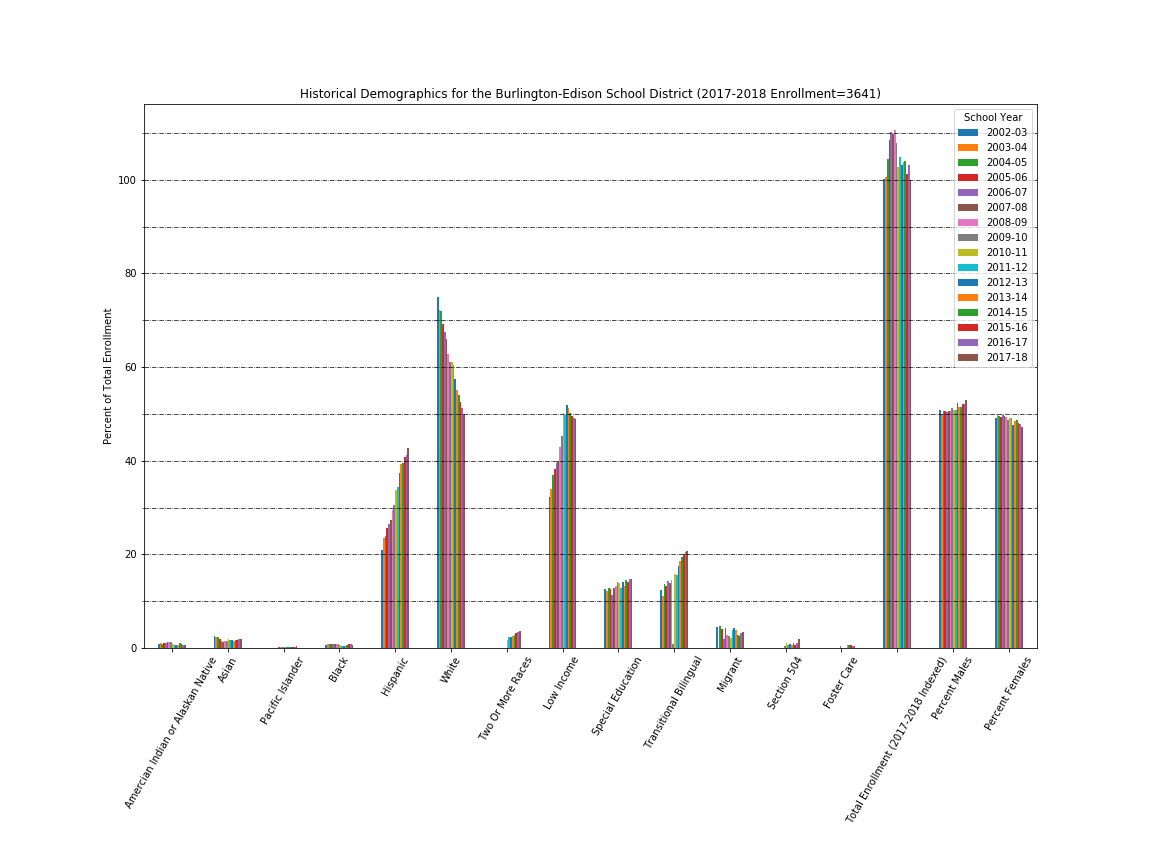 Historical Demographics for the Burlington-Edison School District (2017-2018 Enrollment=3641)
School Year
2002-03
2003-04
2004-05
2005-06
2006-07
2007-08
2008-09
2009-10
2010-11
2011-12
2012-13
2013-14
2014-15
2015-16
2016-17
2017-18
Percent of Total Enrollment
100
80
60
40
20
0
Amercian Indian or Alaskan Native
Asian
Pacific Islander
Black
Hispanic
White
Two Or More Races
Low Income
Special Education
Transitional Bilingual
Migrant
Section 504
Foster Care
Total Enrollment (2017-2018 Indexed)
Percent Males
Percent Females